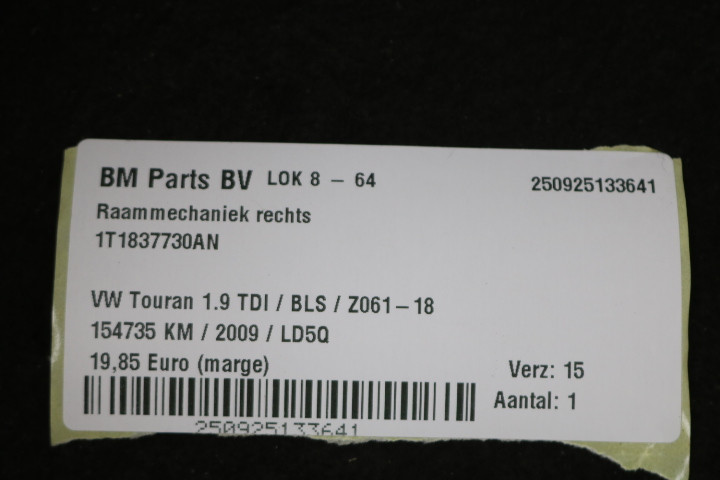 BM Parts BV LOK 8 - 64 250925133641
Raammechaniek rechts
1T1837730AN
VW Touran 1.9 TDI / BLS / Z061-18
154735 KM / 2009 / LD5Q
19,85 Euro (marge) Verz: 15
Aantal: 1
250925133641